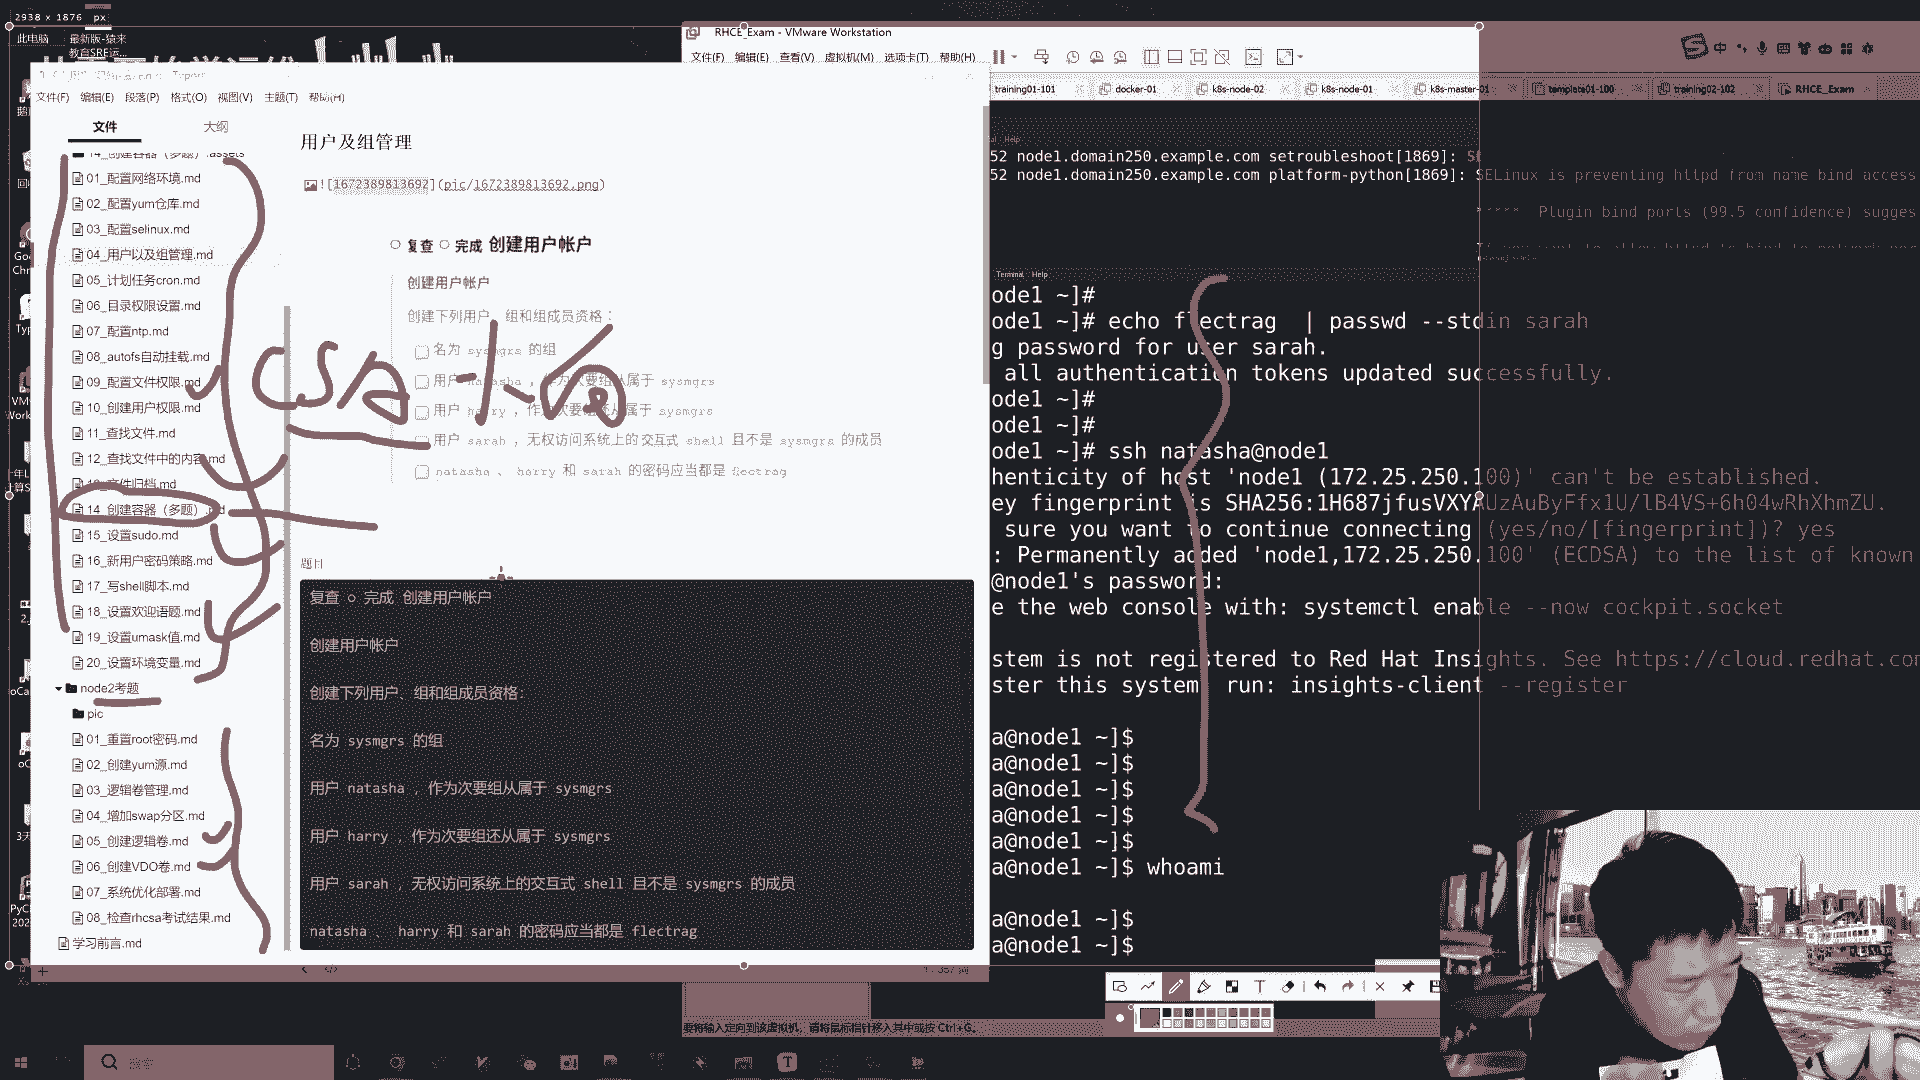 2938 × 1876 px
此电脑
最新版-猿来
教育SRE运...
RHCE_Exam - VMware Workstation
文件(F) 编辑(E) 查看(V) 虚拟机(M) 选项卡(T) 帮助(H)
文件(F) 编辑(E) 段落(P) 格式(O) 视图(V) 主题(T) 帮助(H)
training01-101
docker-01
k8s-node-02
k8s-node-01
k8s-master-01
template01-100
training02-102
RHCE_Exam
文件
大纲
14_创建容器（多题）.assets
01_配置网络环境.md
02_配置yum仓库.md
03_配置selinux.md
04_用户以及组管理.md
05_计划任务cron.md
06_目录权限设置.md
07_配置ntp.md
08_autofs自动挂载.md
09_配置文件权限.md
10_创建用户权限.md
11_查找文件.md
12_查找文件中的内容.md
13_文件归档.md
14_创建容器（多题）.md
15_设置sudo.md
16_新用户密码策略.md
17_写shell脚本.md
18_设置欢迎语题.md
19_设置umask值.md
20_设置环境变量.md
node2考题
pic
01_重置root密码.md
02_创建yum源.md
03_逻辑卷管理.md
04_增加swap分区.md
05_创建逻辑卷.md
06_创建VDO卷.md
07_系统优化部署.md
08_检查rhcsa考试结果.md
学习前言.md
用户及组管理
![1672389813692](pic/1672389813692.png)
复查 完成 创建用户帐户
创建用户帐户
创建下列用户、组和组成员资格：
名为 sysmgrs 的组
用户 natasha ，作为次要组从属于 sysmgrs
用户 harry ，作为次要组还从属于 sysmgrs
用户 sarah ，无权访问系统上的交互式 shell 且不是 sysmgrs 的成员
natasha 、 harry 和 sarah 的密码应当都是 flectrag
CSA
题目
复查 ○ 完成 创建用户帐户
创建用户帐户
创建下列用户、组和组成员资格：
名为 sysmgrs 的组
用户 natasha ，作为次要组从属于 sysmgrs
用户 harry ，作为次要组还从属于 sysmgrs
用户 sarah ，无权访问系统上的交互式 shell 且不是 sysmgrs 的成员
natasha 、 harry 和 sarah 的密码应当都是 flectrag
52 node1.domain250.example.com setroubleshoot[1869]:
52 node1.domain250.example.com platform-python[1869]: SELinux is preventing httpd from name_bind access
Plugin bind_ports (99.5 confidence) sugges
Terminal Help
ode1 ~]#
ode1 ~]# echo flectrag | passwd --stdin sarah
g password for user sarah.
all authentication tokens updated successfully.
ode1 ~]#
ode1 ~]#
ode1 ~]# ssh natasha@node1
henticity of host 'node1 (172.25.250.100)' can't be established.
ey fingerprint is SHA256:1H687jfusVXYAUzAuByFfx1U/lB4VS+6h04wRhXhmZU.
sure you want to continue connecting (yes/no/[fingerprint])? yes
: Permanently added 'node1,172.25.250.100' (ECDSA) to the list of known
@node1's password:
e the web console with: systemctl enable --now cockpit.socket
stem is not registered to Red Hat Insights. See https://cloud.redhat.co
ster this system, run: insights-client --register
a@node1 ~]$
a@node1 ~]$
a@node1 ~]$
a@node1 ~]$
a@node1 ~]$
a@node1 ~]$ whoami
a@node1 ~]$
a@node1 ~]$
要将输入定向到该虚拟机，请将鼠标指针移入其中或按 Ctrl+G。
搜索